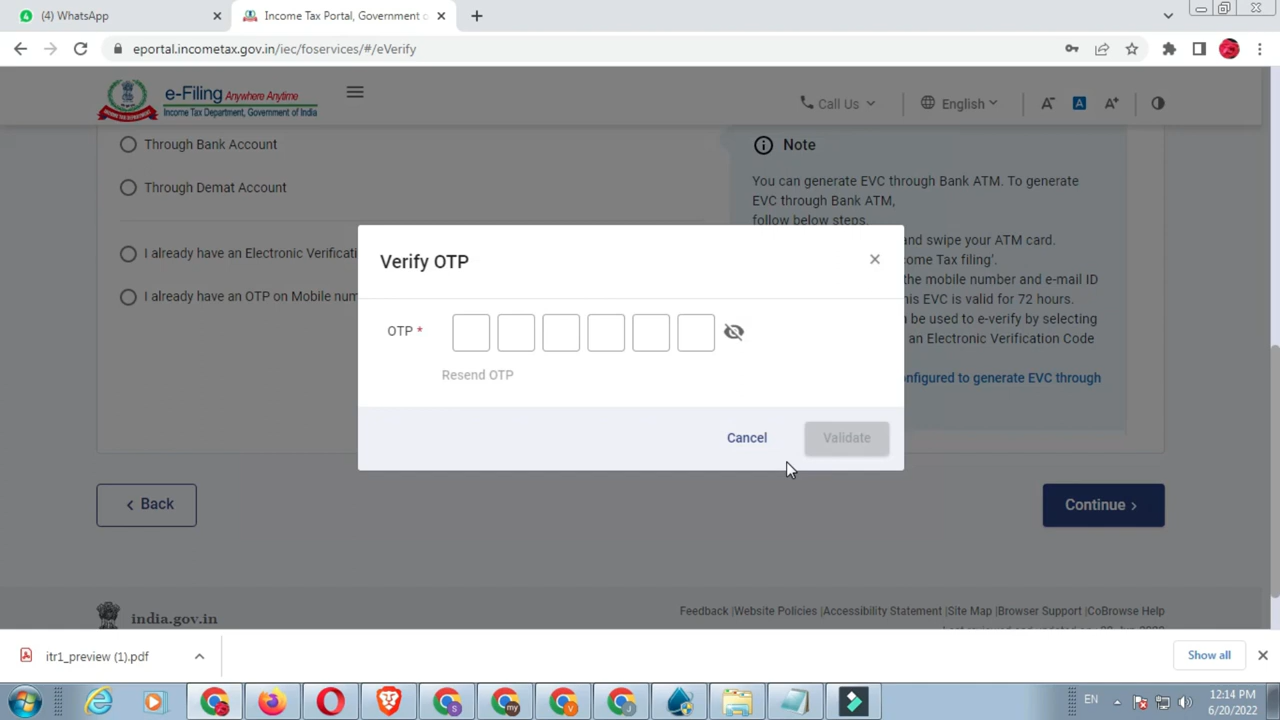 (4) WhatsApp
Income Tax Portal, Government o
eportal.incometax.gov.in/iec/foservices/#/eVerify
e-Filing Anywhere Anytime
Income Tax Department, Government of India
Call Us
English
A
A
A
Through Bank Account
Through Demat Account
I already have an Electronic Verificati
I already have an OTP on Mobile num
Note
You can generate EVC through Bank ATM. To generate
EVC through Bank ATM,
follow below steps.
and swipe your ATM card.
come Tax filing'.
the mobile number and e-mail ID
his EVC is valid for 72 hours.
be used to e-verify by selecting
an Electronic Verification Code
onfigured to generate EVC through
Verify OTP
OTP *
Resend OTP
Cancel
Validate
Back
Continue
india.gov.in
Feedback |Website Policies |Accessibility Statement |Site Map |Browser Support |CoBrowse Help
itr1_preview (1).pdf
Show all
EN
12:14 PM
6/20/2022